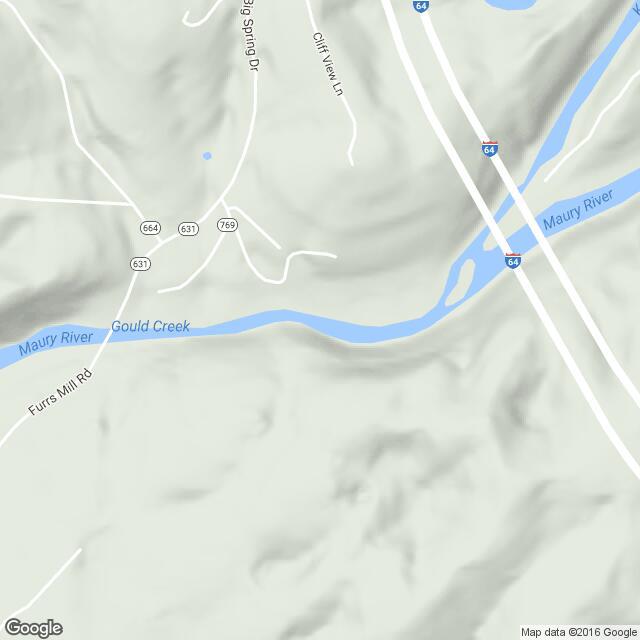 64
Big Spring Dr
Cliff View Ln
K
64
Maury River
664
631
769
631
64
Gould Creek
Maury River
Furrs Mill Rd
Google
Map data ©2016 Google